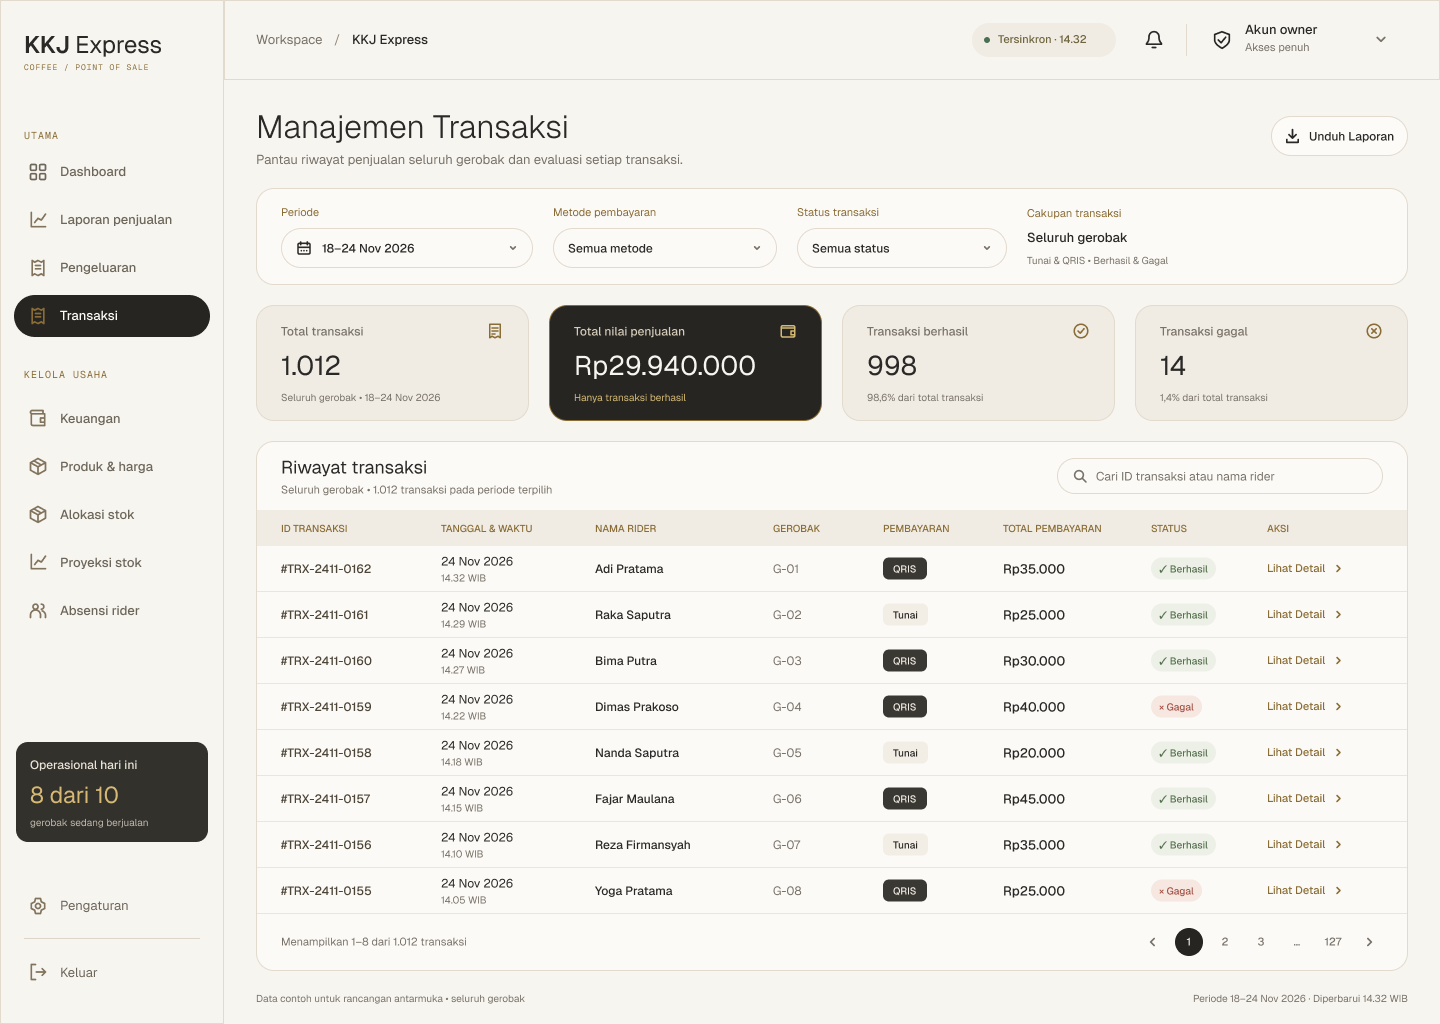 KKJ Express
COFFEE / POINT OF SALE
UTAMA
Dashboard
Laporan penjualan
Pengeluaran
Transaksi
KELOLA USAHA
Keuangan
Produk & harga
Alokasi stok
Proyeksi stok
Absensi rider
Operasional hari ini
8 dari 10
gerobak sedang berjualan
Pengaturan
Keluar
Workspace / KKJ Express
Tersinkron · 14.32
Akun owner
Akses penuh
Manajemen Transaksi
Pantau riwayat penjualan seluruh gerobak dan evaluasi setiap transaksi.
Unduh Laporan
Periode
18–24 Nov 2026
Metode pembayaran
Semua metode
Status transaksi
Semua status
Cakupan transaksi
Seluruh gerobak
Tunai & QRIS • Berhasil & Gagal
Total transaksi
1.012
Seluruh gerobak • 18–24 Nov 2026
Total nilai penjualan
Rp29.940.000
Hanya transaksi berhasil
Transaksi berhasil
998
98,6% dari total transaksi
Transaksi gagal
14
1,4% dari total transaksi
Riwayat transaksi
Seluruh gerobak • 1.012 transaksi pada periode terpilih
Cari ID transaksi atau nama rider
ID TRANSAKSI TANGGAL & WAKTU NAMA RIDER GEROBAK PEMBAYARAN TOTAL PEMBAYARAN STATUS AKSI
#TRX-2411-0162 24 Nov 2026 14.32 WIB Adi Pratama G-01 QRIS Rp35.000 ✓ Berhasil Lihat Detail
#TRX-2411-0161 24 Nov 2026 14.29 WIB Raka Saputra G-02 Tunai Rp25.000 ✓ Berhasil Lihat Detail
#TRX-2411-0160 24 Nov 2026 14.27 WIB Bima Putra G-03 QRIS Rp30.000 ✓ Berhasil Lihat Detail
#TRX-2411-0159 24 Nov 2026 14.22 WIB Dimas Prakoso G-04 QRIS Rp40.000 × Gagal Lihat Detail
#TRX-2411-0158 24 Nov 2026 14.18 WIB Nanda Saputra G-05 Tunai Rp20.000 ✓ Berhasil Lihat Detail
#TRX-2411-0157 24 Nov 2026 14.15 WIB Fajar Maulana G-06 QRIS Rp45.000 ✓ Berhasil Lihat Detail
#TRX-2411-0156 24 Nov 2026 14.10 WIB Reza Firmansyah G-07 Tunai Rp35.000 ✓ Berhasil Lihat Detail
#TRX-2411-0155 24 Nov 2026 14.05 WIB Yoga Pratama G-08 QRIS Rp25.000 × Gagal Lihat Detail
Menampilkan 1–8 dari 1.012 transaksi
1 2 3 … 127
Data contoh untuk rancangan antarmuka • seluruh gerobak
Periode 18–24 Nov 2026 · Diperbarui 14.32 WIB